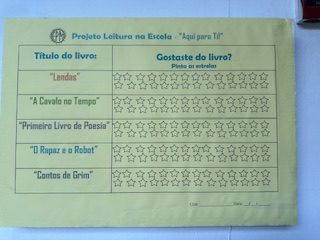 Projeto Leitura na Escola - "Aqui para Ti!"
Título do livro:
Gostaste do livro?
Pinta as estrelas
"Lendas"
"A Cavalo no Tempo"
"Primeiro Livro de Poesia"
"O Rapaz e o Robot"
"Contos de Grim"